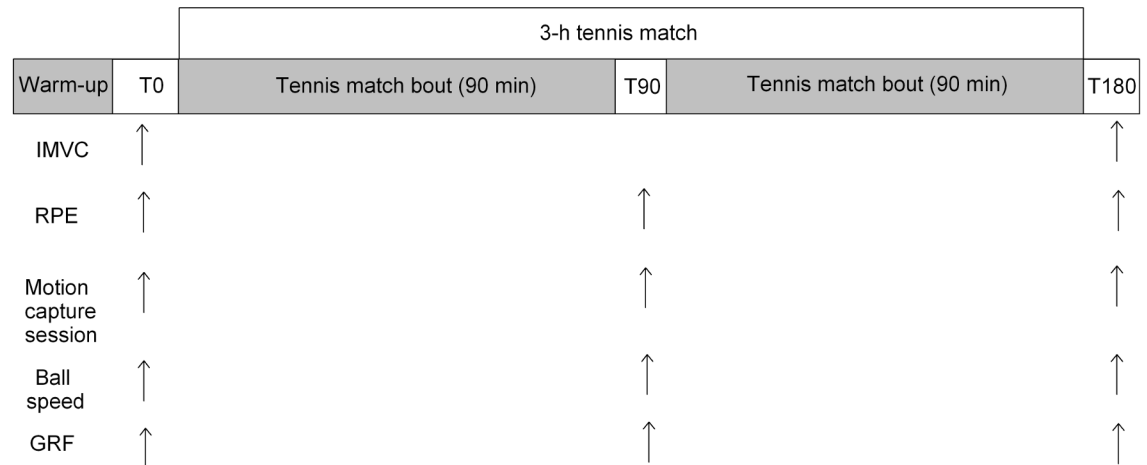 3-h tennis match
Warm-up T0 Tennis match bout (90 min) T90 Tennis match bout (90 min) T180
IMVC
RPE
Motion
capture
session
Ball
speed
GRF